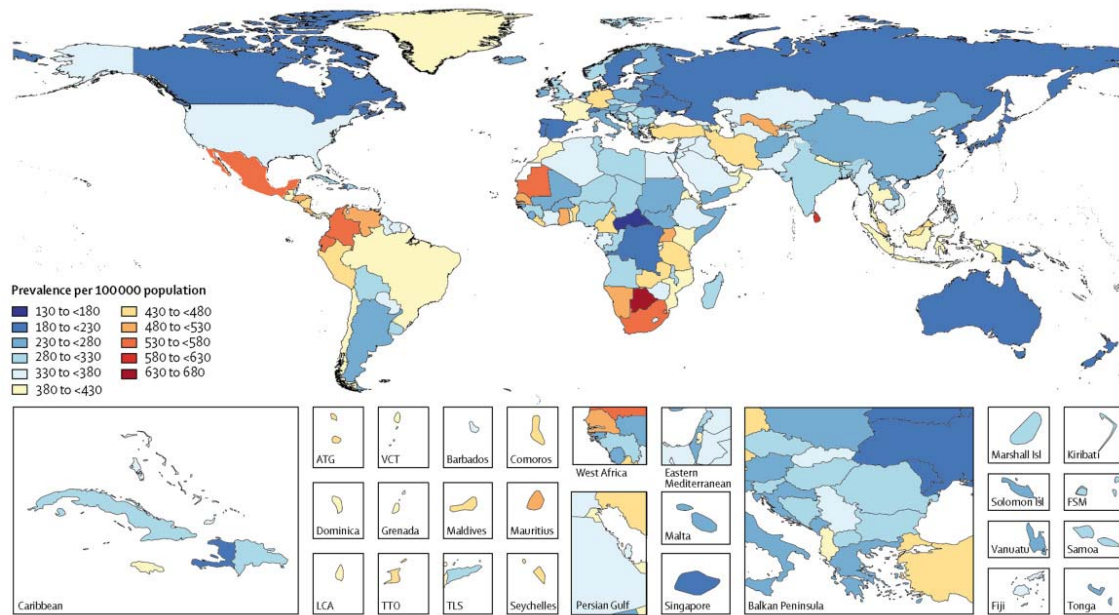 Prevalence per 100 000 population
130 to <180
180 to <230
230 to <280
280 to <330
330 to <380
380 to <430
430 to <480
480 to <530
530 to <580
580 to <630
630 to 680
Caribbean
ATG
VCT
Barbados
Comoros
Dominica
Grenada
Maldives
Mauritius
LCA
TTO
TLS
Seychelles
West Africa
Eastern
Mediterranean
Persian Gulf
Malta
Singapore
Balkan Peninsula
Marshall Isl
Kiribati
Solomon Isl
FSM
Vanuatu
Samoa
Fiji
Tonga